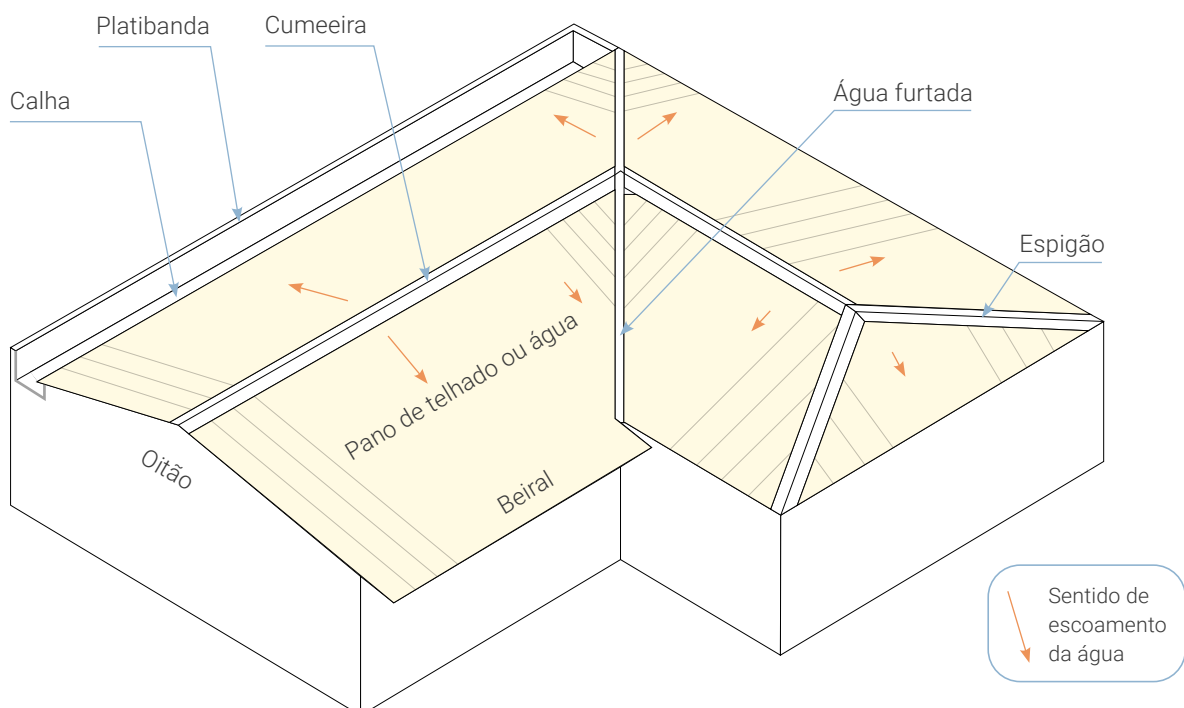 Platibanda
Cumeeira
Calha
Água furtada
Espigão
Pano de telhado ou água
Oitão
Beiral
Sentido de
escoamento
da água